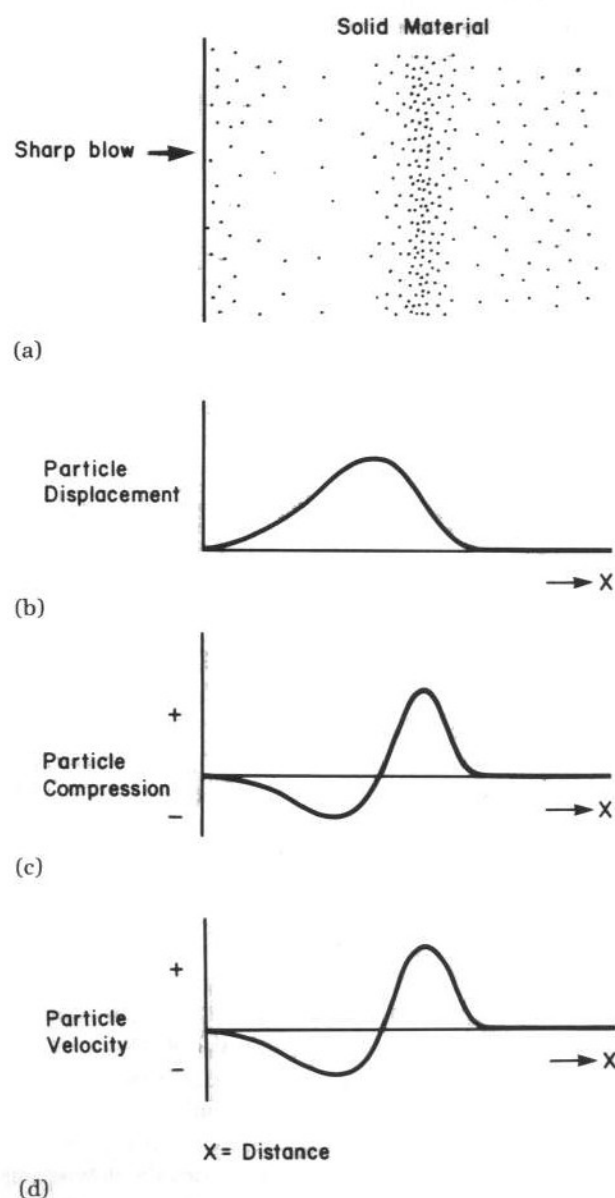 Solid Material
Sharp blow
(a)
Particle
Displacement
X
(b)
+
Particle
Compression
−
X
(c)
+
Particle
Velocity
−
X
X = Distance
(d)